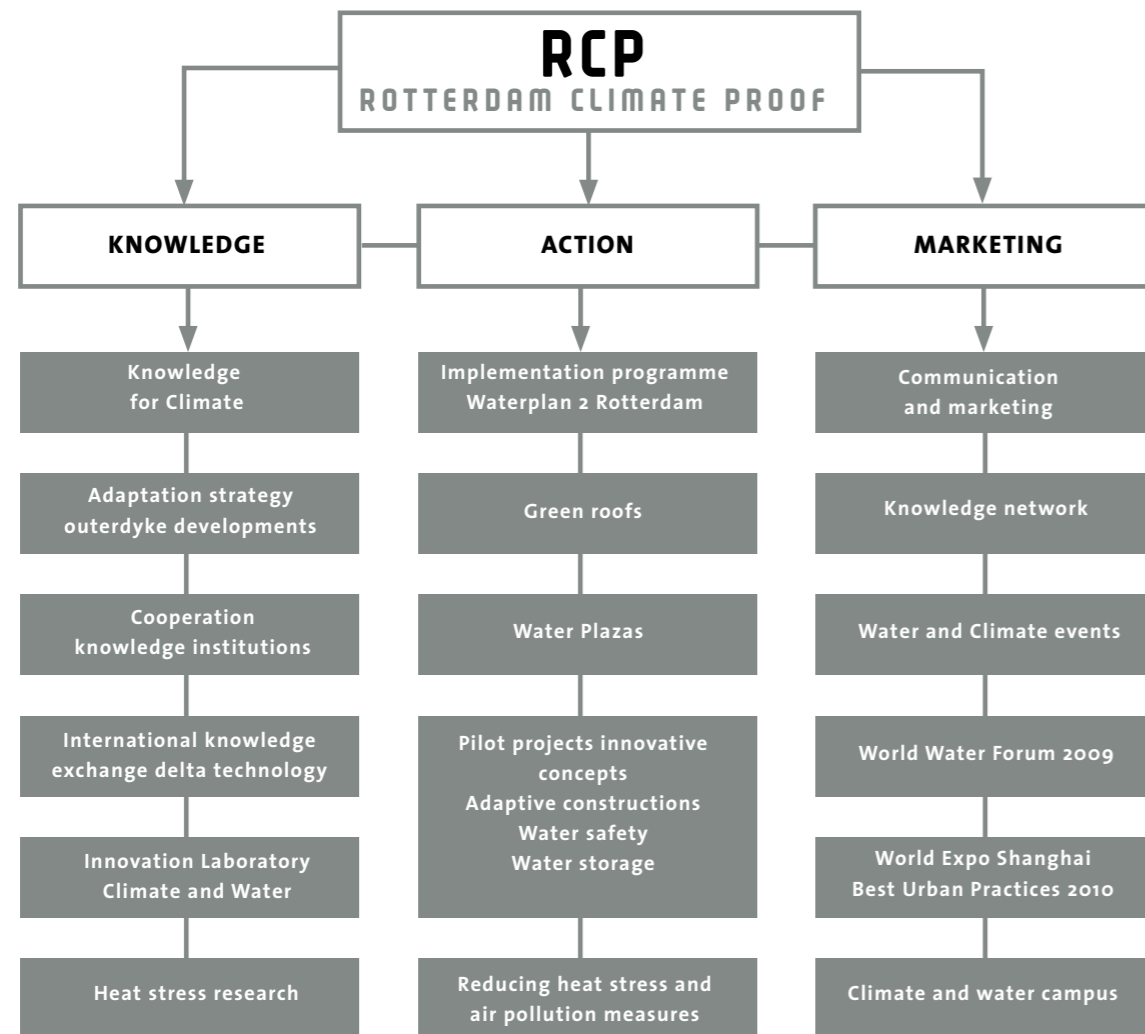 RCP
ROTTERDAM CLIMATE PROOF
KNOWLEDGE
ACTION
MARKETING
Knowledge
for Climate
Adaptation strategy
outerdyke developments
Cooperation
knowledge institutions
International knowledge
exchange delta technology
Innovation Laboratory
Climate and Water
Heat stress research
Implementation programme
Waterplan 2 Rotterdam
Green roofs
Water Plazas
Pilot projects innovative
concepts
Adaptive constructions
Water safety
Water storage
Reducing heat stress and
air pollution measures
Communication
and marketing
Knowledge network
Water and Climate events
World Water Forum 2009
World Expo Shanghai
Best Urban Practices 2010
Climate and water campus